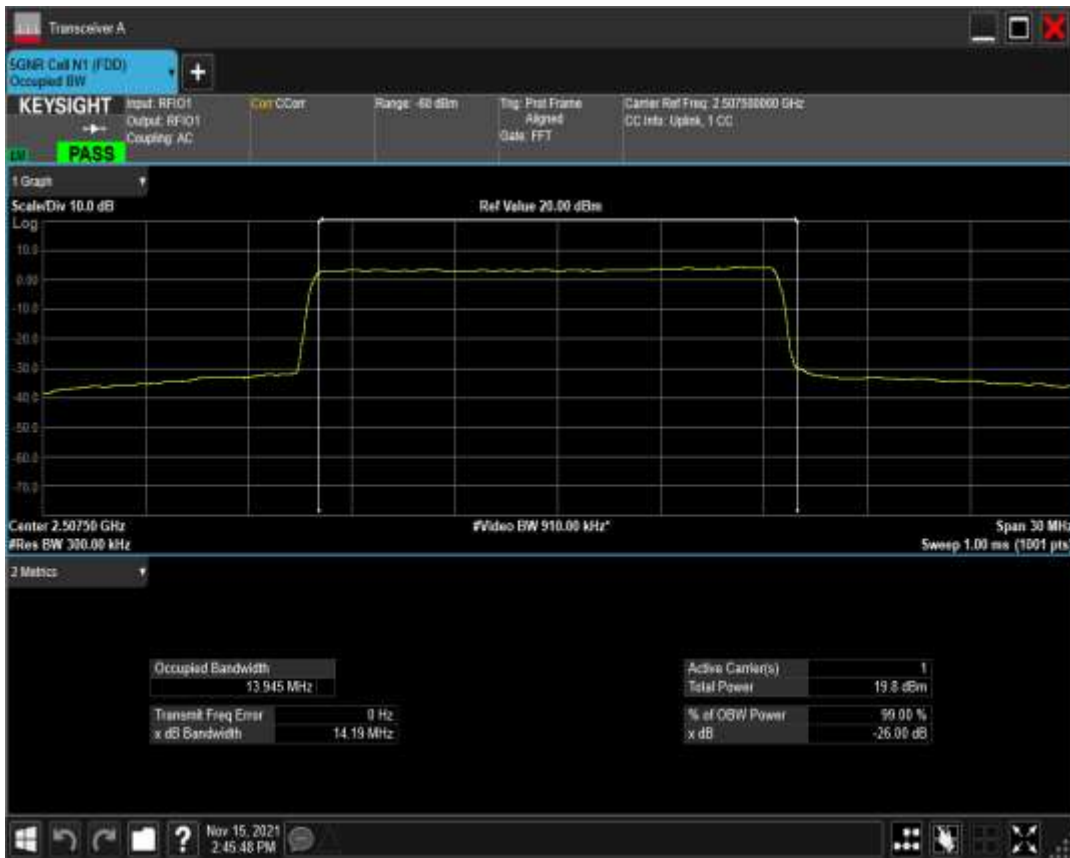 Transceiver A
5GNR Cell N1 (FDD)
Occupied BW
+
KEYSIGHT
Input: RFIO1
Output: RFIO1
Coupling: AC
Corr CCorr
Range: -60 dBm
Trig: Prot Frame
Aligned
Gate: FFT
Carrier Ref Freq: 2.507500000 GHz
CC Info: Uplink, 1 CC
PASS
1 Graph
Scale/Div 10.0 dB
Ref Value 20.00 dBm
Log
10.0
0.00
-10.0
-20.0
-30.0
-40.0
-50.0
-60.0
-70.0
Center 2.50750 GHz
#Video BW 910.00 kHz*
Span 30 MHz
#Res BW 300.00 kHz
Sweep 1.00 ms (1001 pts)
2 Metrics
Occupied Bandwidth
13.945 MHz
Transmit Freq Error 0 Hz
x dB Bandwidth 14.19 MHz
Active Carrier(s) 1
Total Power 19.8 dBm
% of OBW Power 99.00 %
x dB -26.00 dB
?
Nov 15, 2021
2:45:48 PM